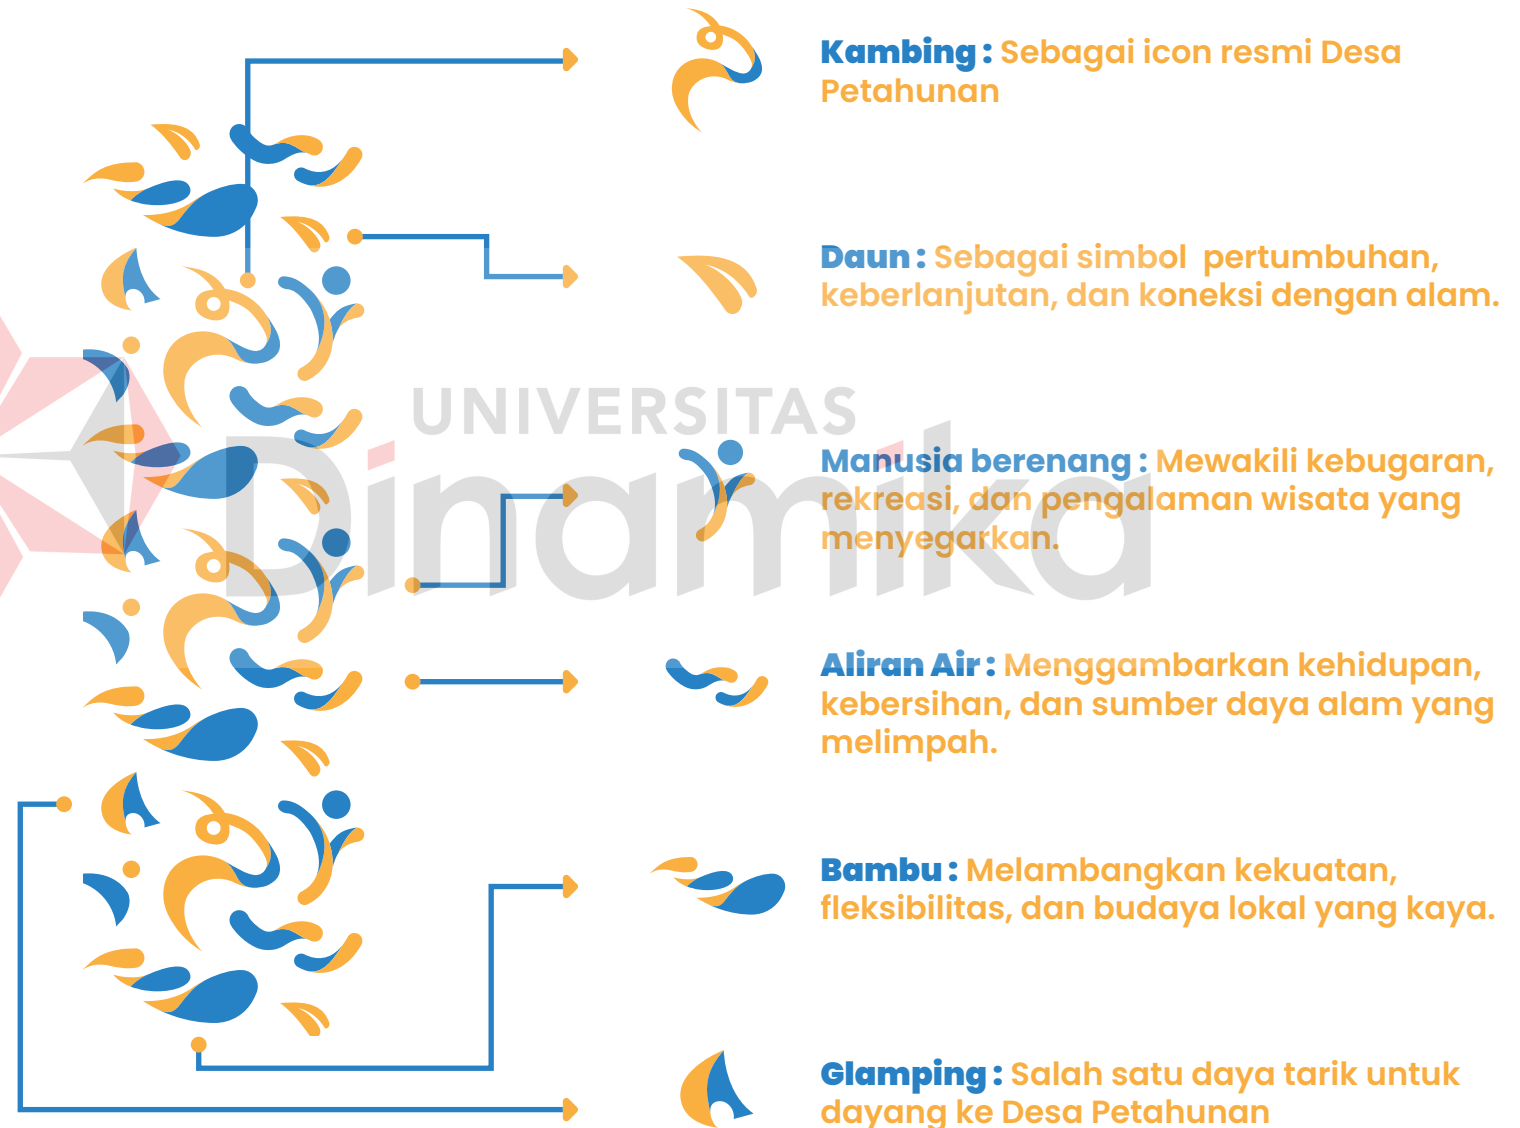 Kambing : Sebagai icon resmi Desa
Petahunan
Daun : Sebagai simbol pertumbuhan,
keberlanjutan, dan koneksi dengan alam.
UNIVERSITAS
Dinamika
Manusia berenang : Mewakili kebugaran,
rekreasi, dan pengalaman wisata yang
menyegarkan.
Aliran Air : Menggambarkan kehidupan,
kebersihan, dan sumber daya alam yang
melimpah.
Bambu : Melambangkan kekuatan,
fleksibilitas, dan budaya lokal yang kaya.
Glamping : Salah satu daya tarik untuk
dayang ke Desa Petahunan